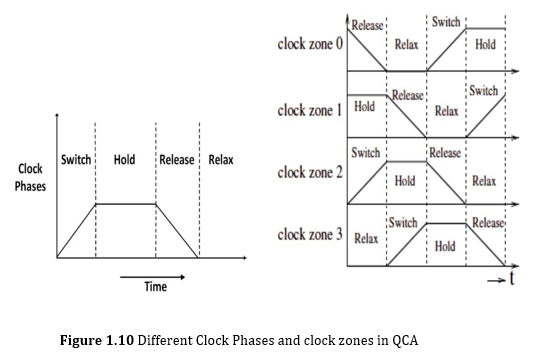 Clock
Phases
Switch
Hold
Release
Relax
Time
clock zone 0
Release
Relax
Switch
Hold
clock zone 1
Hold
Release
Relax
Switch
clock zone 2
Switch
Hold
Release
Relax
clock zone 3
Relax
Switch
Hold
Release
t
Figure 1.10 Different Clock Phases and clock zones in QCA